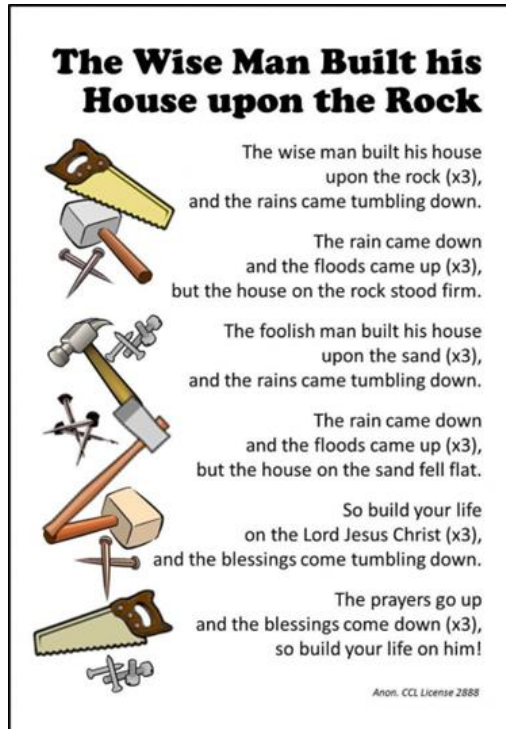 The Wise Man Built his
House upon the Rock
The wise man built his house
upon the rock (x3),
and the rains came tumbling down.
The rain came down
and the floods came up (x3),
but the house on the rock stood firm.
The foolish man built his house
upon the sand (x3),
and the rains came tumbling down.
The rain came down
and the floods came up (x3),
but the house on the sand fell flat.
So build your life
on the Lord Jesus Christ (x3),
and the blessings come tumbling down.
The prayers go up
and the blessings come down (x3),
so build your life on him!
Anon. CCL License 2888